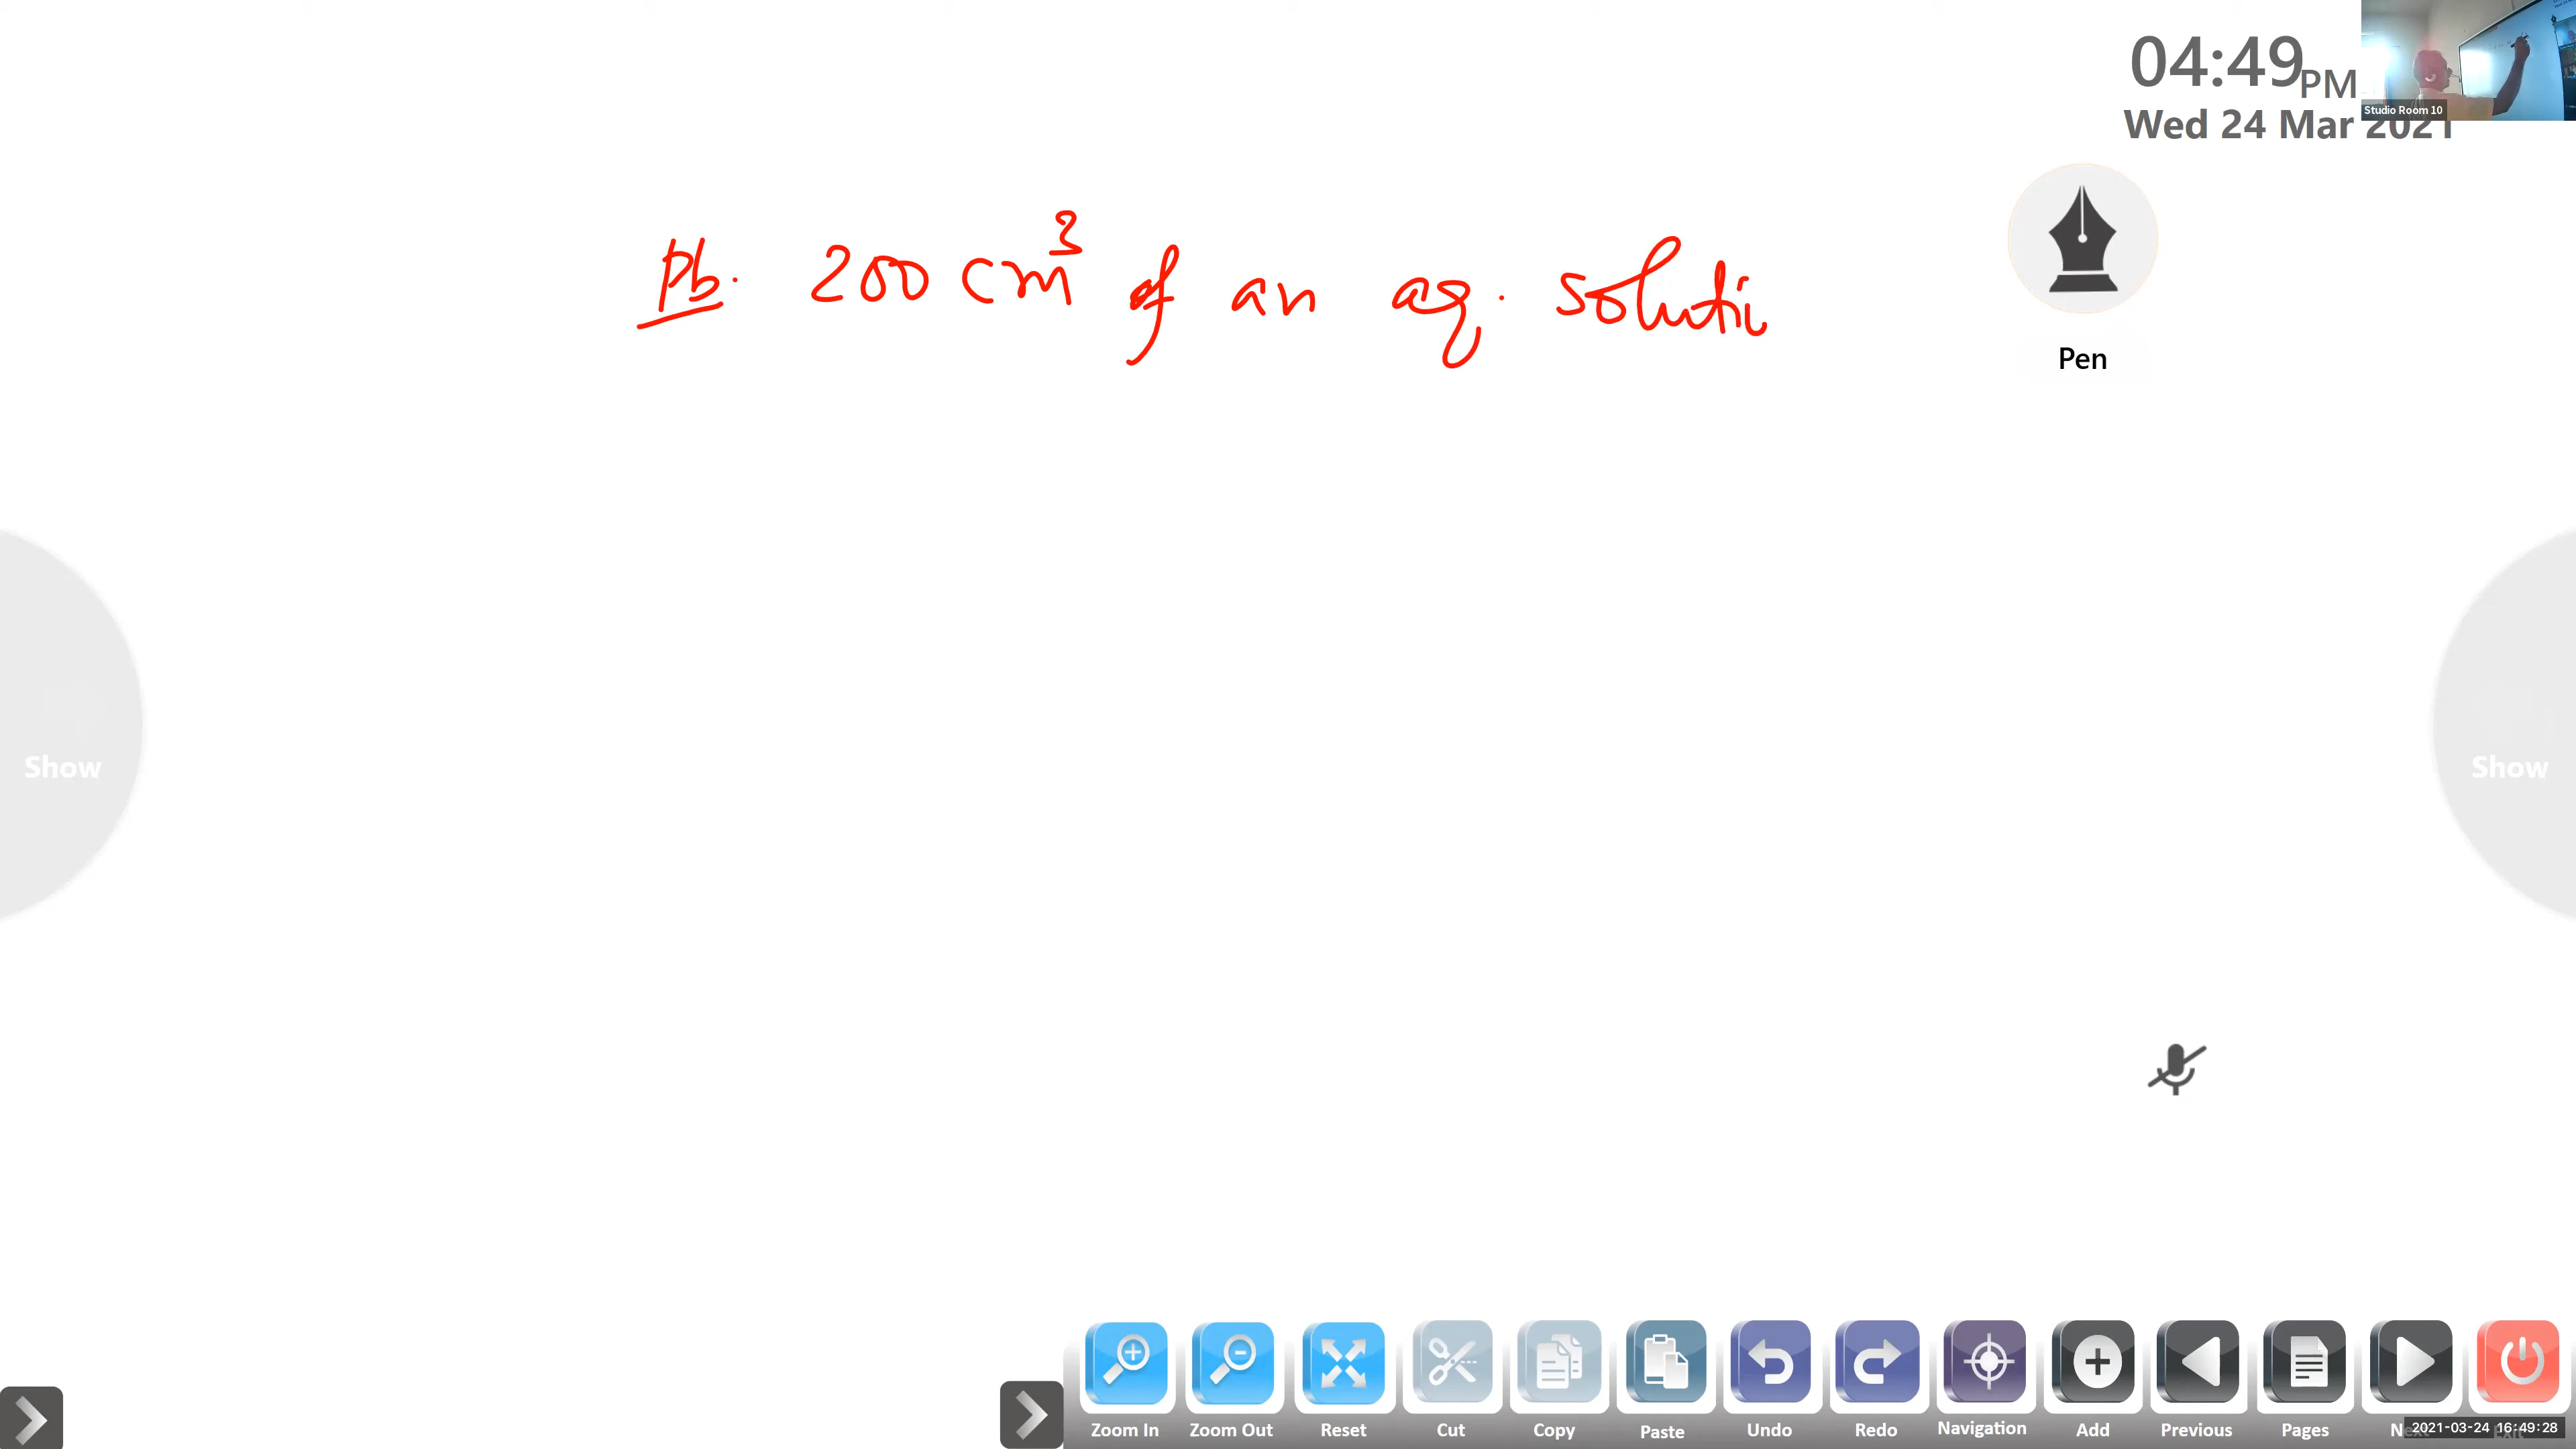 04:49 PM
Studio Room 10
Wed 24 Mar 2021
Pb. 200 cm³ of an aq. soluti
Pen
Show
Show
Zoom In Zoom Out Reset Cut Copy Paste Undo Redo Navigation Add Previous Pages
2021-03-24 16:49:28